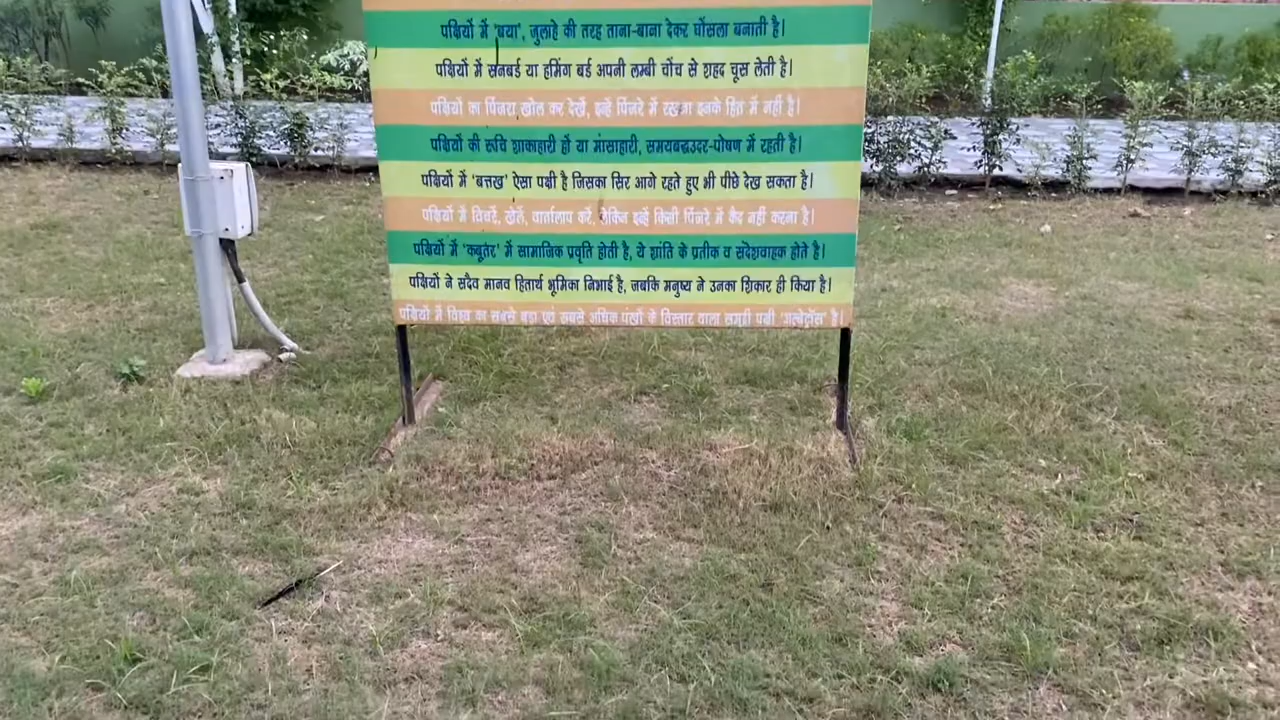 पक्षियों में 'बया', जुलाहे की तरह ताना-बाना देकर घोंसला बनाती है।
पक्षियों में सनबर्ड या हमिंग बर्ड अपनी लम्बी चोंच से शहद चूस लेती है।
पक्षियों का पिंजरा खोल कर देखें, इन्हें पिंजरे में रखना इनके हित में नहीं है।
पक्षियों की रूचि शाकाहारी हो या मांसाहारी, समयबद्धउदर-पोषण में रहती है।
पक्षियों में 'बत्तख' ऐसा पक्षी है जिसका सिर आगे रहते हुए भी पीछे देख सकता है।
पक्षियों में विचरें, खेलें, वार्तालाप करें, लेकिन इन्हें किसी पिंजरे में कैद नहीं करना है।
पक्षियों में 'कबूतर' में सामाजिक प्रवृति होती है, ये शांति के प्रतीक व संदेशवाहक होते है।
पक्षियों ने सदैव मानव हितार्थ भूमिका निभाई है, जबकि मनुष्य ने उनका शिकार ही किया है।
पक्षियों में विश्व का सबसे बड़ा एवं सबसे अधिक पंखों के विस्तार वाला समुद्री पक्षी 'अल्बेट्रॉस' है।